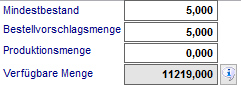 Mindestbestand 5,000
Bestellvorschlagsmenge 5,000
Produktionsmenge 0,000
Verfügbare Menge 11219,000